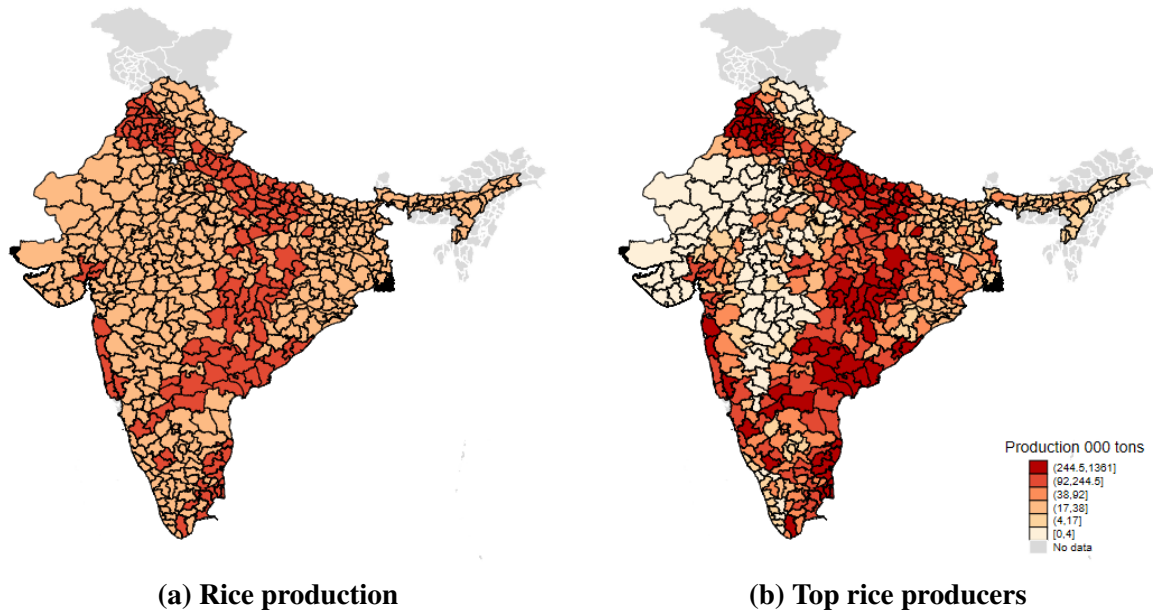 Production 000 tons
(244.5,1361]
(92,244.5]
(38,92]
(17,38]
(4,17]
[0,4]
No data
(a) Rice production
(b) Top rice producers